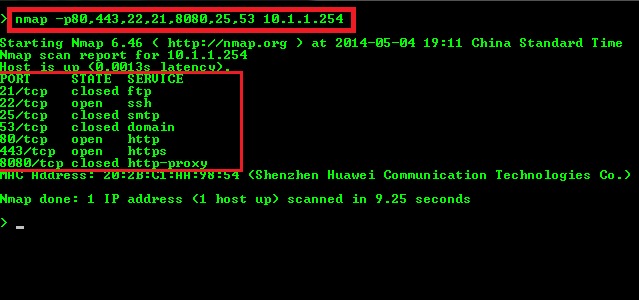 > nmap -p80,443,22,21,8080,25,53 10.1.1.254
Starting Nmap 6.46 ( http://nmap.org ) at 2014-05-04 19:11 China Standard Time
Nmap scan report for 10.1.1.254
Host is up (0.0013s latency).
PORT STATE SERVICE
21/tcp closed ftp
22/tcp open ssh
25/tcp closed smtp
53/tcp closed domain
80/tcp open http
443/tcp open https
8080/tcp closed http-proxy
MAC Address: 20:2B:C1:AA:98:54 (Shenzhen Huawei Communication Technologies Co.)
Nmap done: 1 IP address (1 host up) scanned in 9.25 seconds
> _